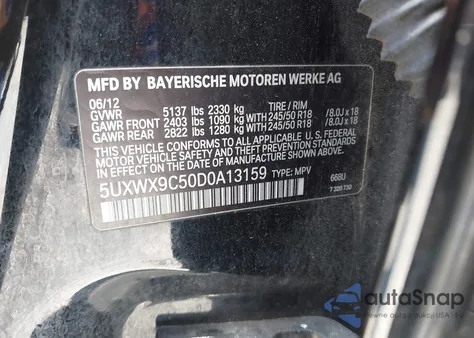 MFD BY BAYERISCHE MOTOREN WERKE AG
06/12
GVWR 5137 lbs 2330 kg TIRE / RIM
GAWR FRONT 2403 lbs 1090 kg WITH 245/50 R18 /8.0J x 18
GAWR REAR 2822 lbs 1280 kg WITH 245/50 R18 /8.0J x 18
THIS VEHICLE CONFORMS TO ALL APPLICABLE U. S. FEDERAL
MOTOR VEHICLE SAFETY STANDARDS
IN EFFECT ON THE DATE OF MANUFACTURE SHOWN ABOVE.
5UXWX9C50D0A13159 TYPE: MPV 668U
7 320 730
autoSnap